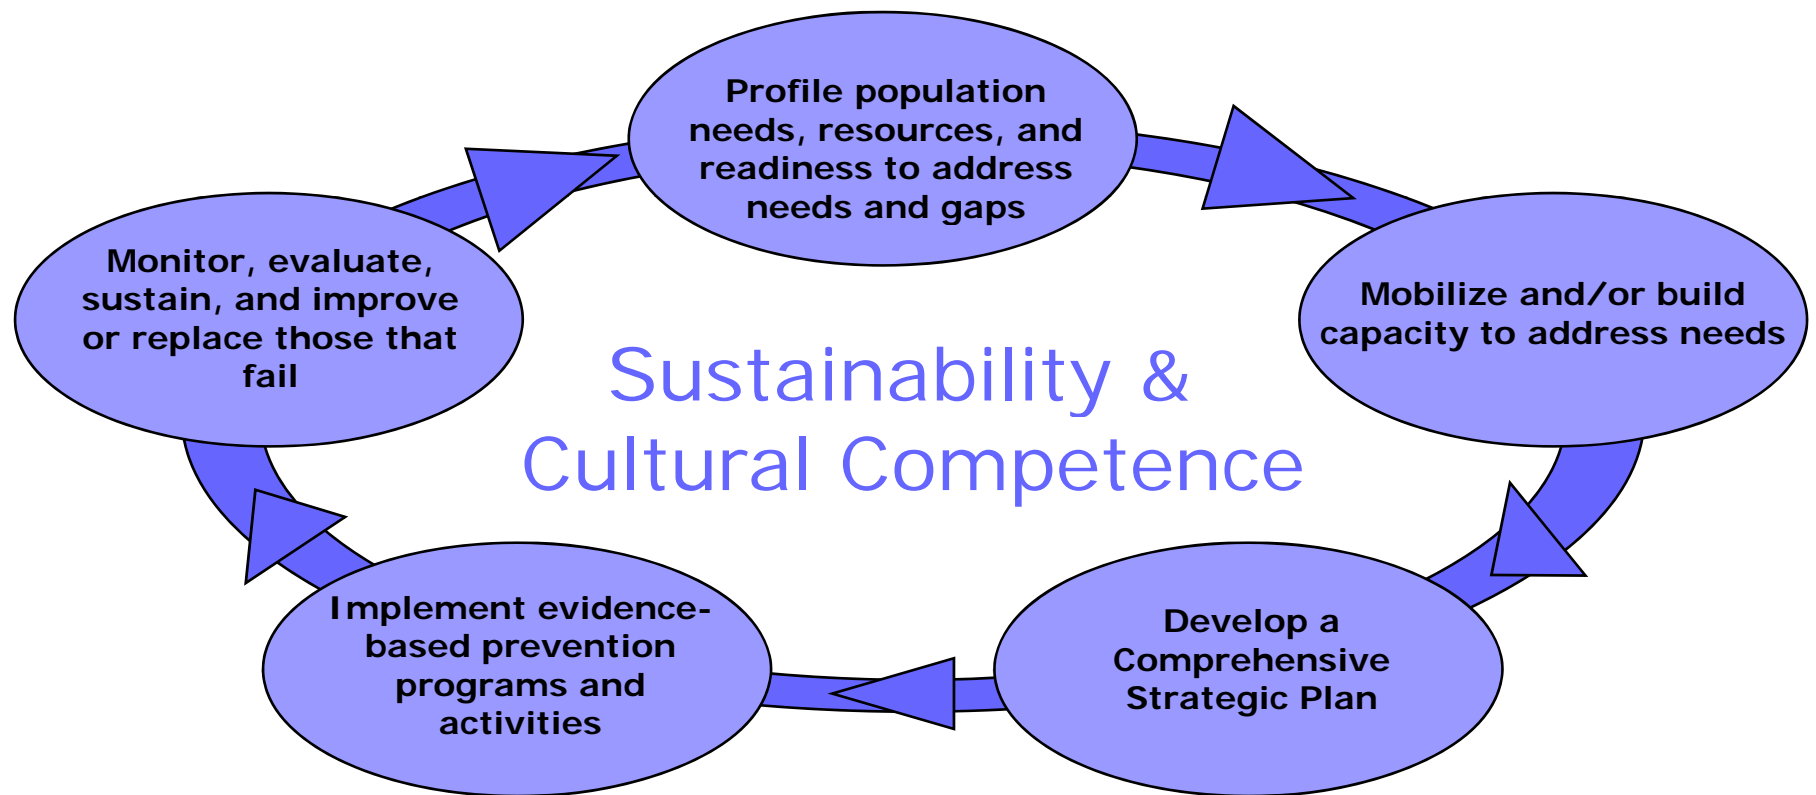 Profile population
needs, resources, and
readiness to address
needs and gaps
Mobilize and/or build
capacity to address needs
Develop a
Comprehensive
Strategic Plan
Implement evidence-
based prevention
programs and
activities
Monitor, evaluate,
sustain, and improve
or replace those that
fail
Sustainability &
Cultural Competence